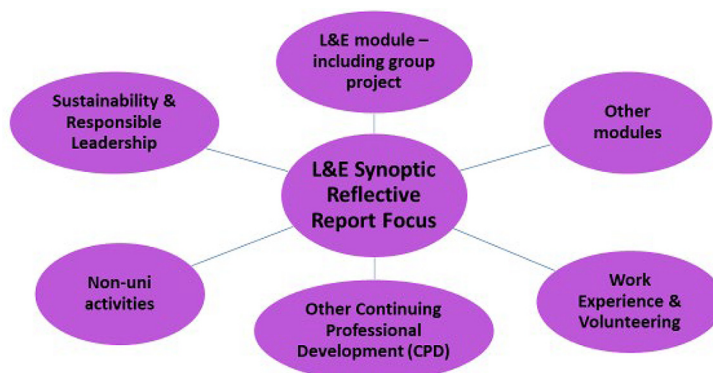 L&E module –
including group
project
Sustainability &
Responsible
Leadership
Other
modules
L&E Synoptic
Reflective
Report Focus
Non-uni
activities
Other Continuing
Professional
Development (CPD)
Work
Experience &
Volunteering